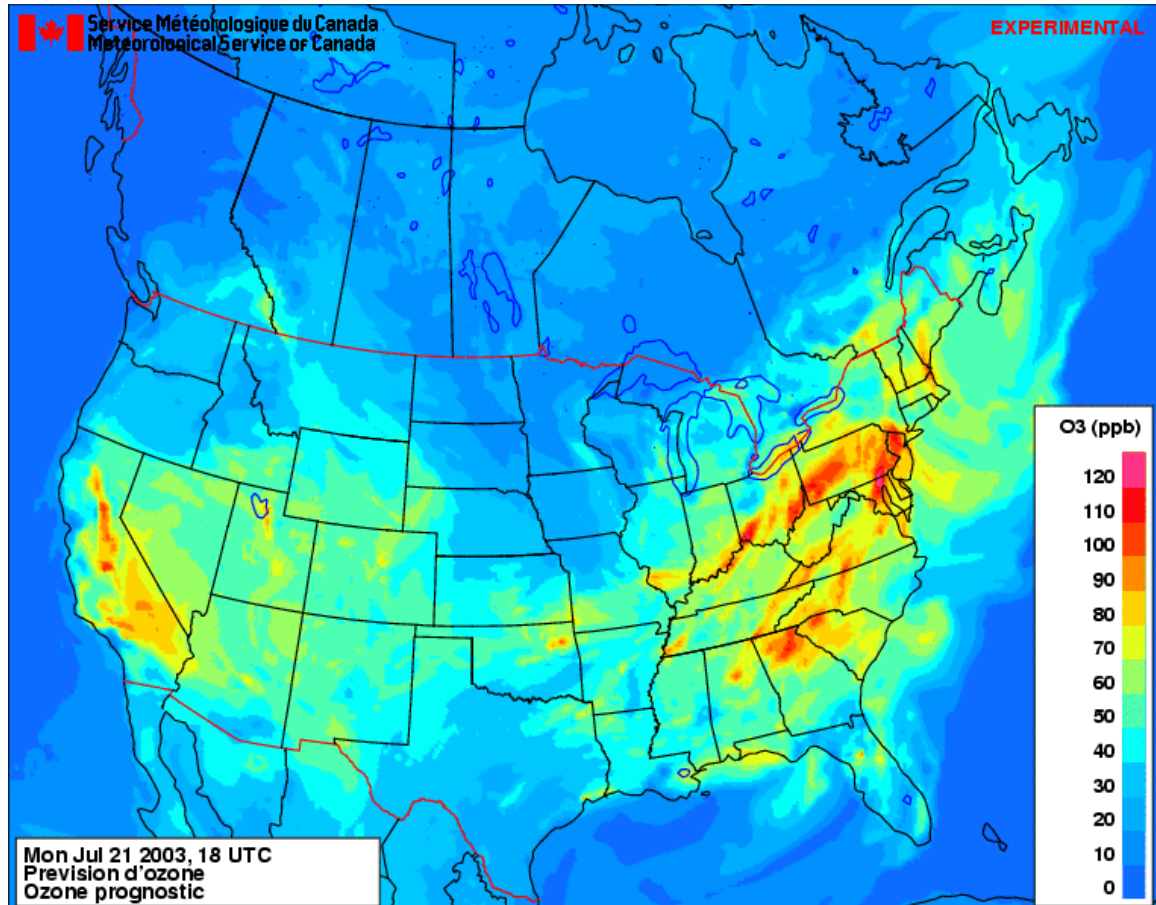 Service Météorologique du Canada
Meteorological Service of Canada
EXPERIMENTAL
O3 (ppb)
120
110
100
90
80
70
60
50
40
30
20
10
0
Mon Jul 21 2003, 18 UTC
Prevision d'ozone
Ozone prognostic